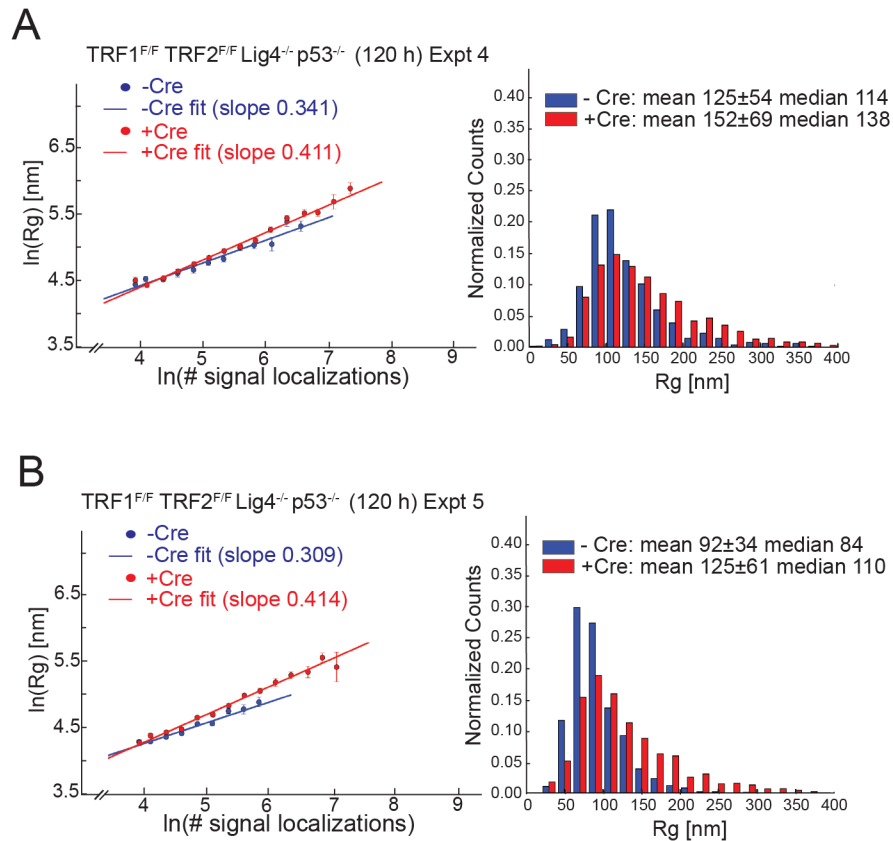 A
TRF1F/F TRF2F/F Lig4-/- p53-/- (120 h) Expt 4
-Cre
-Cre fit (slope 0.341)
+Cre
+Cre fit (slope 0.411)
ln(Rg) [nm]
6.5
5.5
4.5
3.5
4 5 6 7 8 9
ln(# signal localizations)
- Cre: mean 125±54 median 114
+Cre: mean 152±69 median 138
Normalized Counts
0.40
0.35
0.30
0.25
0.20
0.15
0.10
0.05
0.00
0 50 100 150 200 250 300 350 400
Rg [nm]
B
TRF1F/F TRF2F/F Lig4-/- p53-/- (120 h) Expt 5
-Cre
-Cre fit (slope 0.309)
+Cre
+Cre fit (slope 0.414)
ln(Rg) [nm]
6.5
5.5
4.5
3.5
4 5 6 7 8 9
ln(# signal localizations)
- Cre: mean 92±34 median 84
+Cre: mean 125±61 median 110
Normalized Counts
0.40
0.35
0.30
0.25
0.20
0.15
0.10
0.05
0.00
0 50 100 150 200 250 300 350 400
Rg [nm]